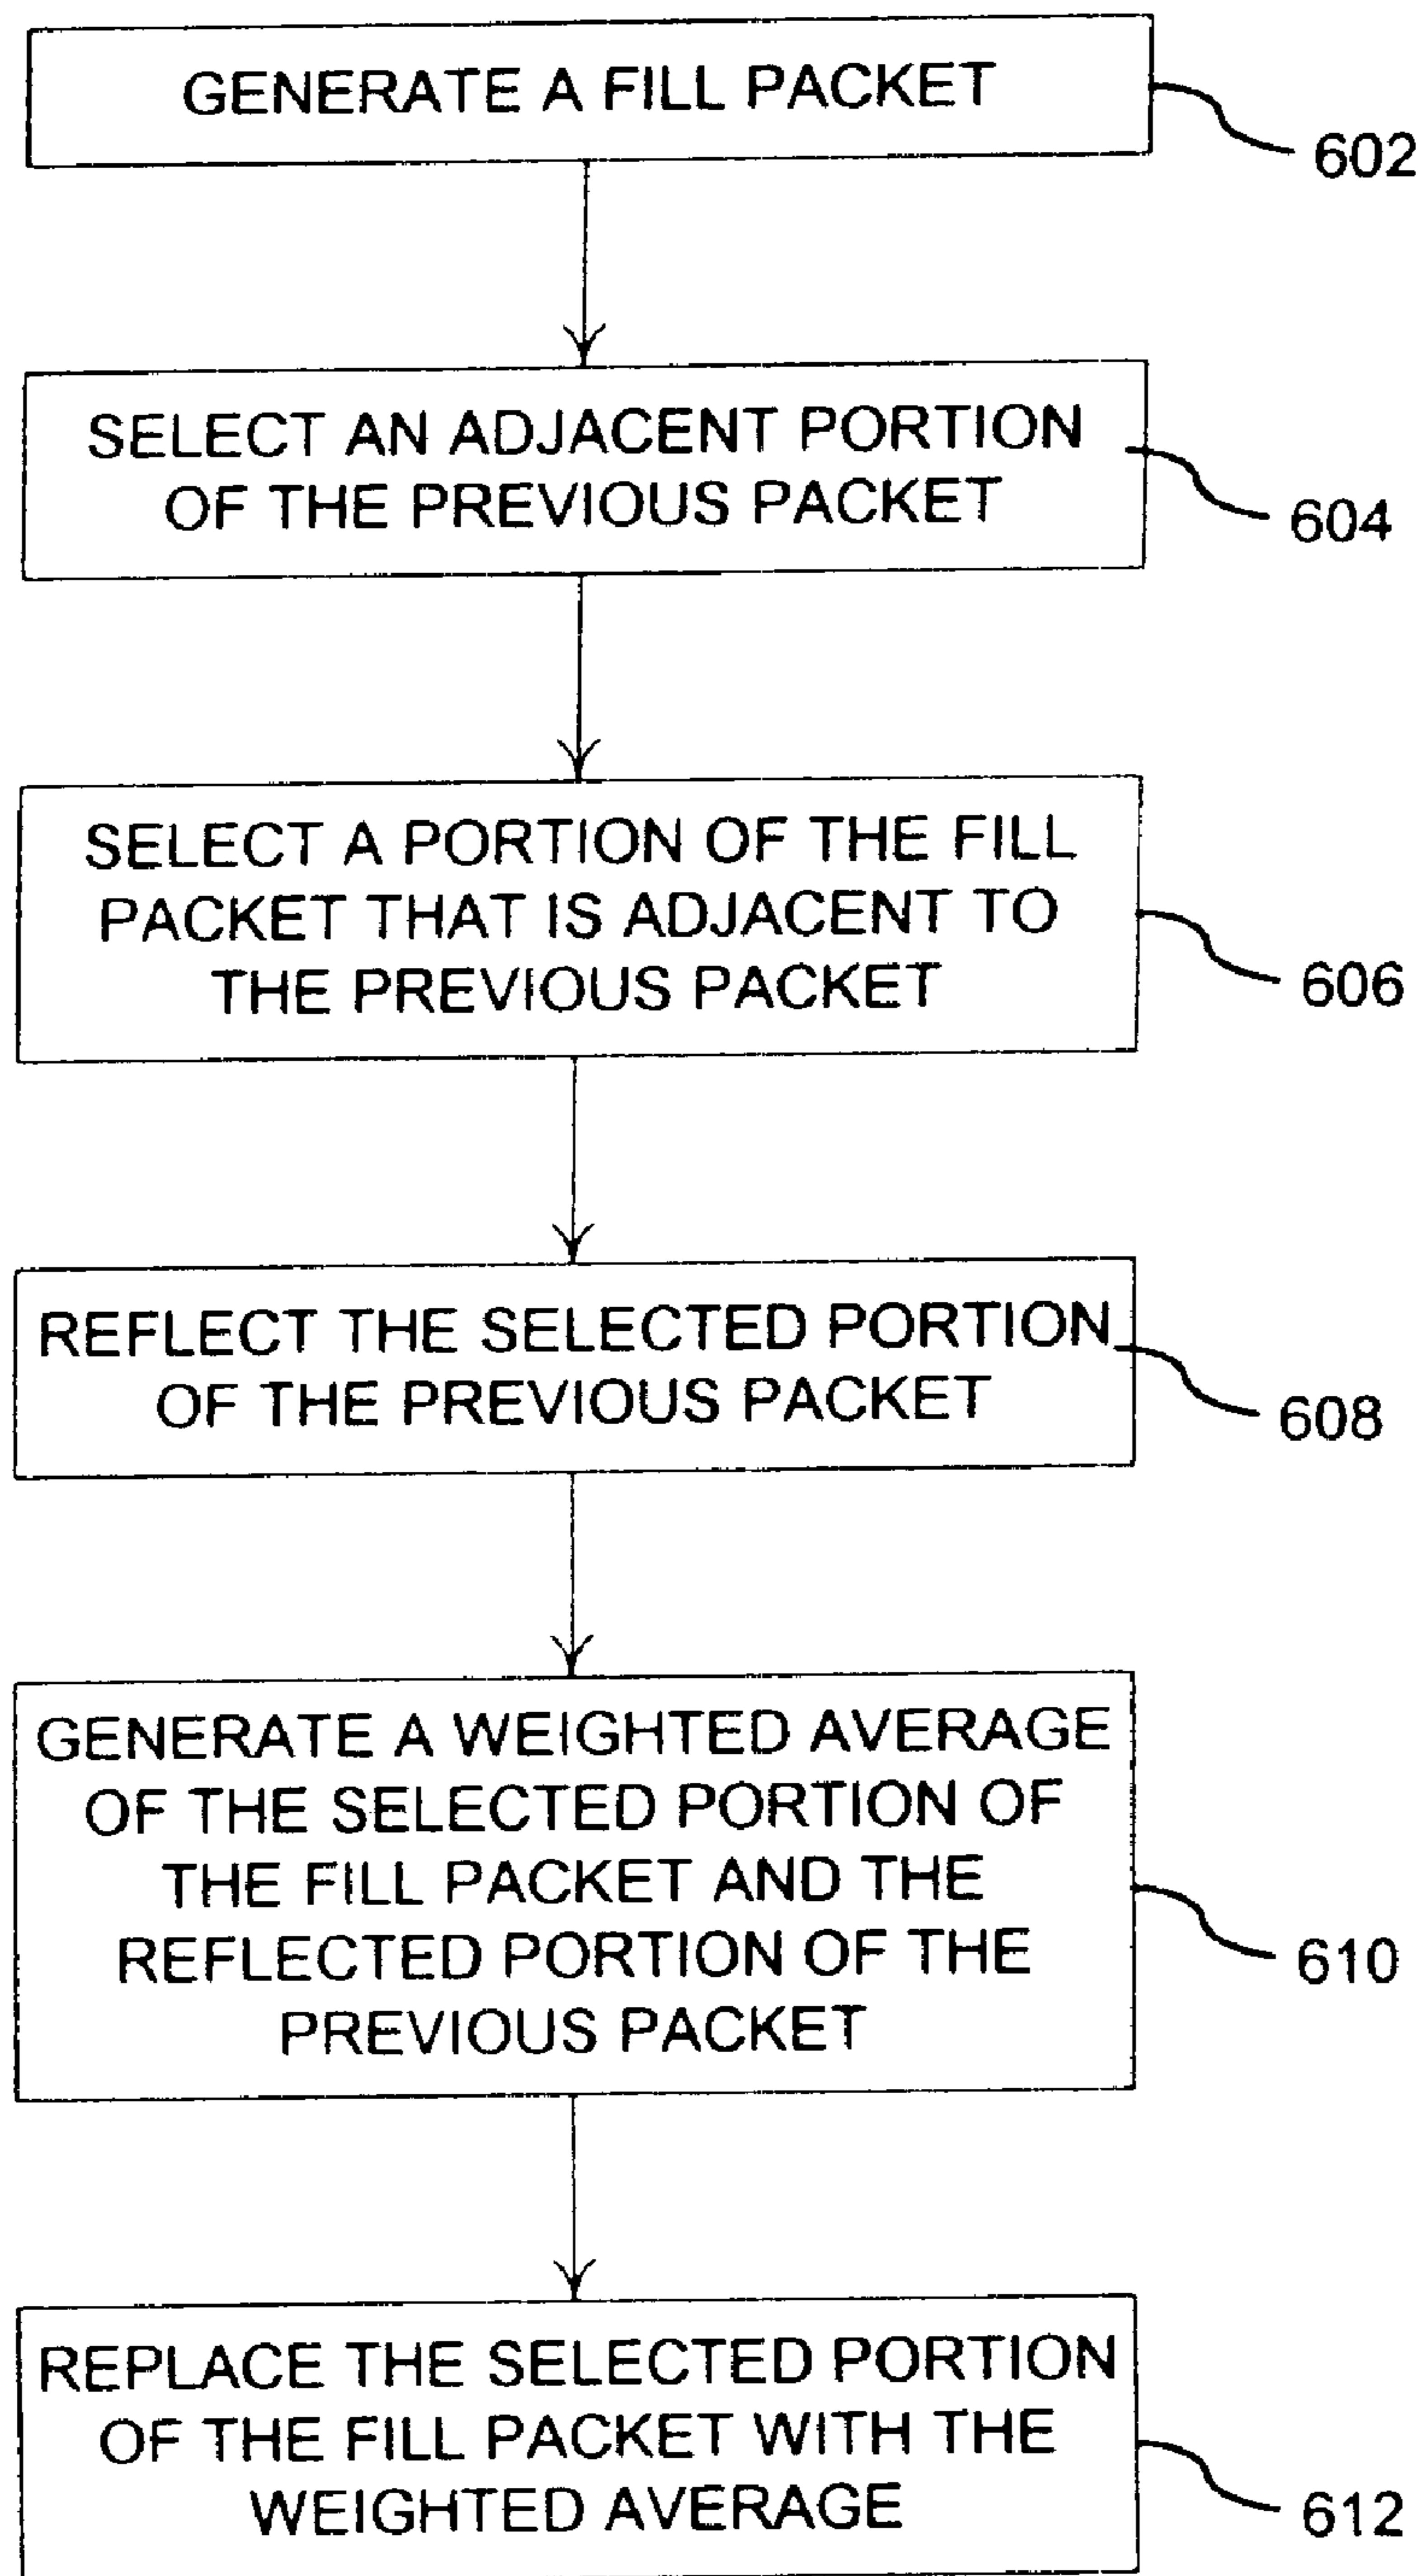 GENERATE A FILL PACKET
602
SELECT AN ADJACENT PORTION
OF THE PREVIOUS PACKET
604
SELECT A PORTION OF THE FILL
PACKET THAT IS ADJACENT TO
THE PREVIOUS PACKET
606
REFLECT THE SELECTED PORTION
OF THE PREVIOUS PACKET
608
GENERATE A WEIGHTED AVERAGE
OF THE SELECTED PORTION OF
THE FILL PACKET AND THE
REFLECTED PORTION OF THE
PREVIOUS PACKET
610
REPLACE THE SELECTED PORTION
OF THE FILL PACKET WITH THE
WEIGHTED AVERAGE
612